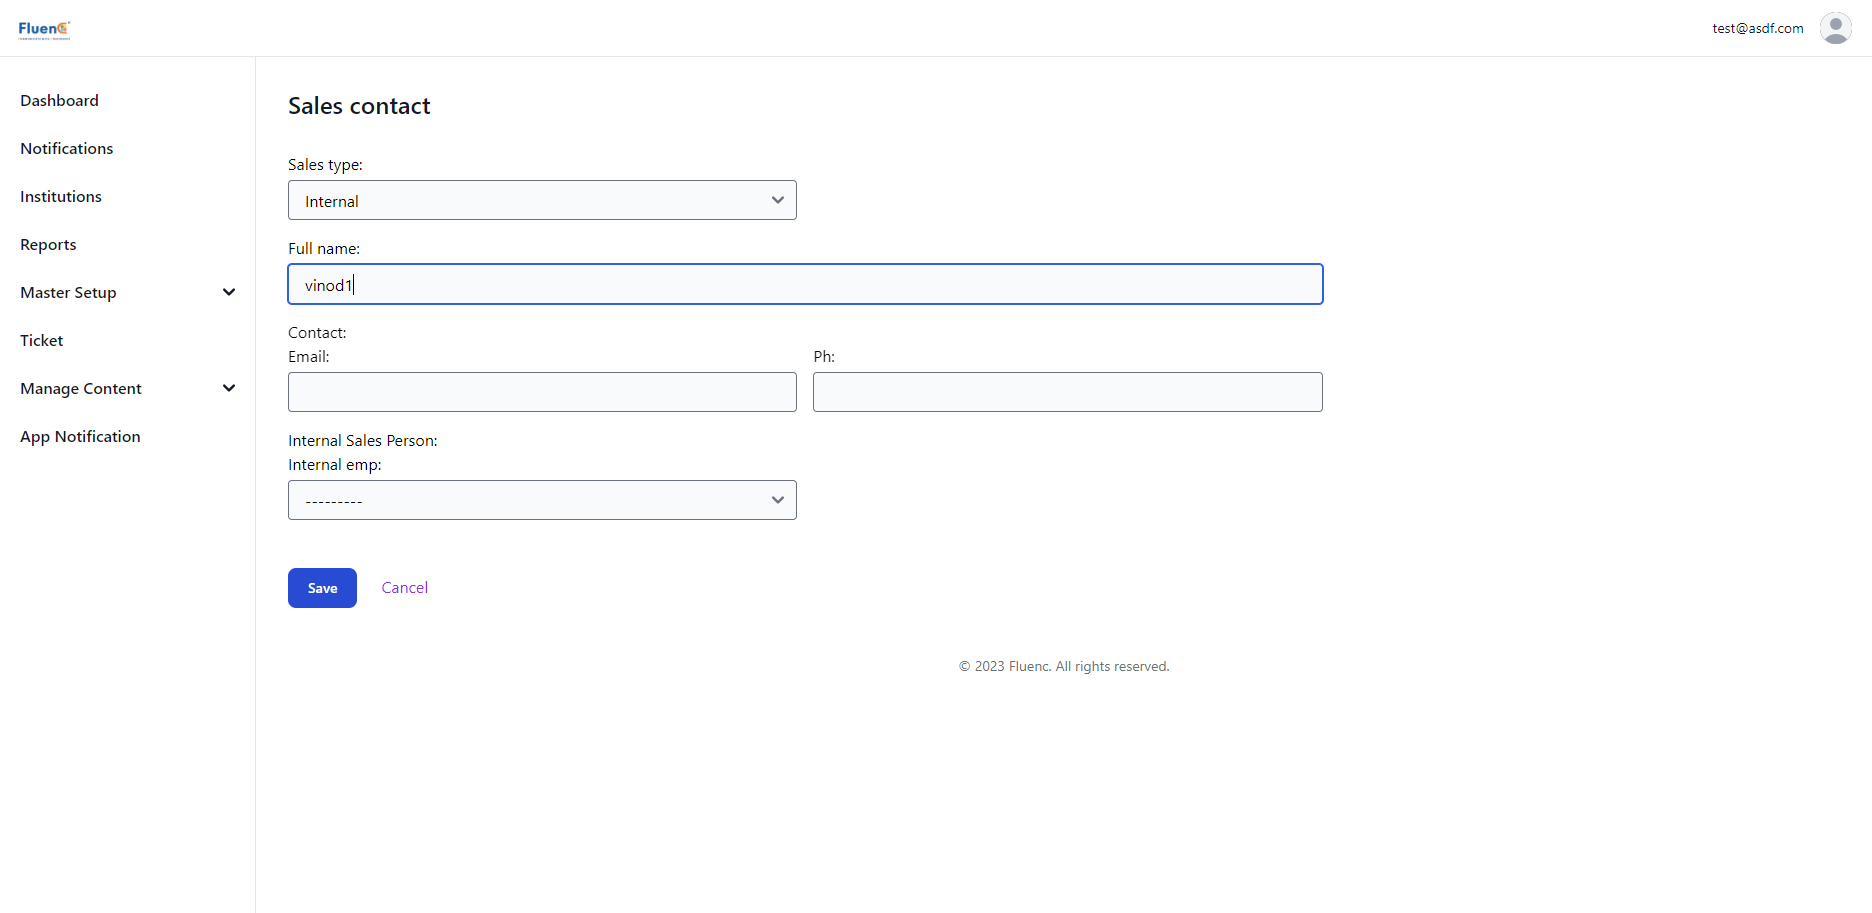 FluenC
test@asdf.com
Dashboard
Notifications
Institutions
Reports
Master Setup
Ticket
Manage Content
App Notification
Sales contact
Sales type:
Internal
Full name:
vinod1
Contact:
Email:
Ph:
Internal Sales Person:
Internal emp:
---------
Save
Cancel
© 2023 Fluenc. All rights reserved.